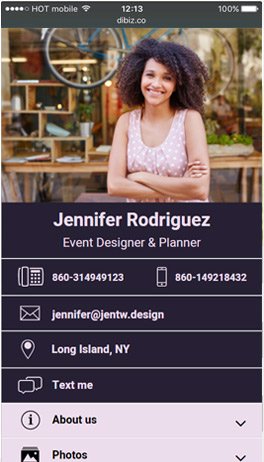 HOT mobile 12:13 100%
dibiz.co
Jennifer Rodriguez
Event Designer & Planner
860-314949123 860-149218432
jennifer@jentw.design
Long Island, NY
Text me
About us
Photos